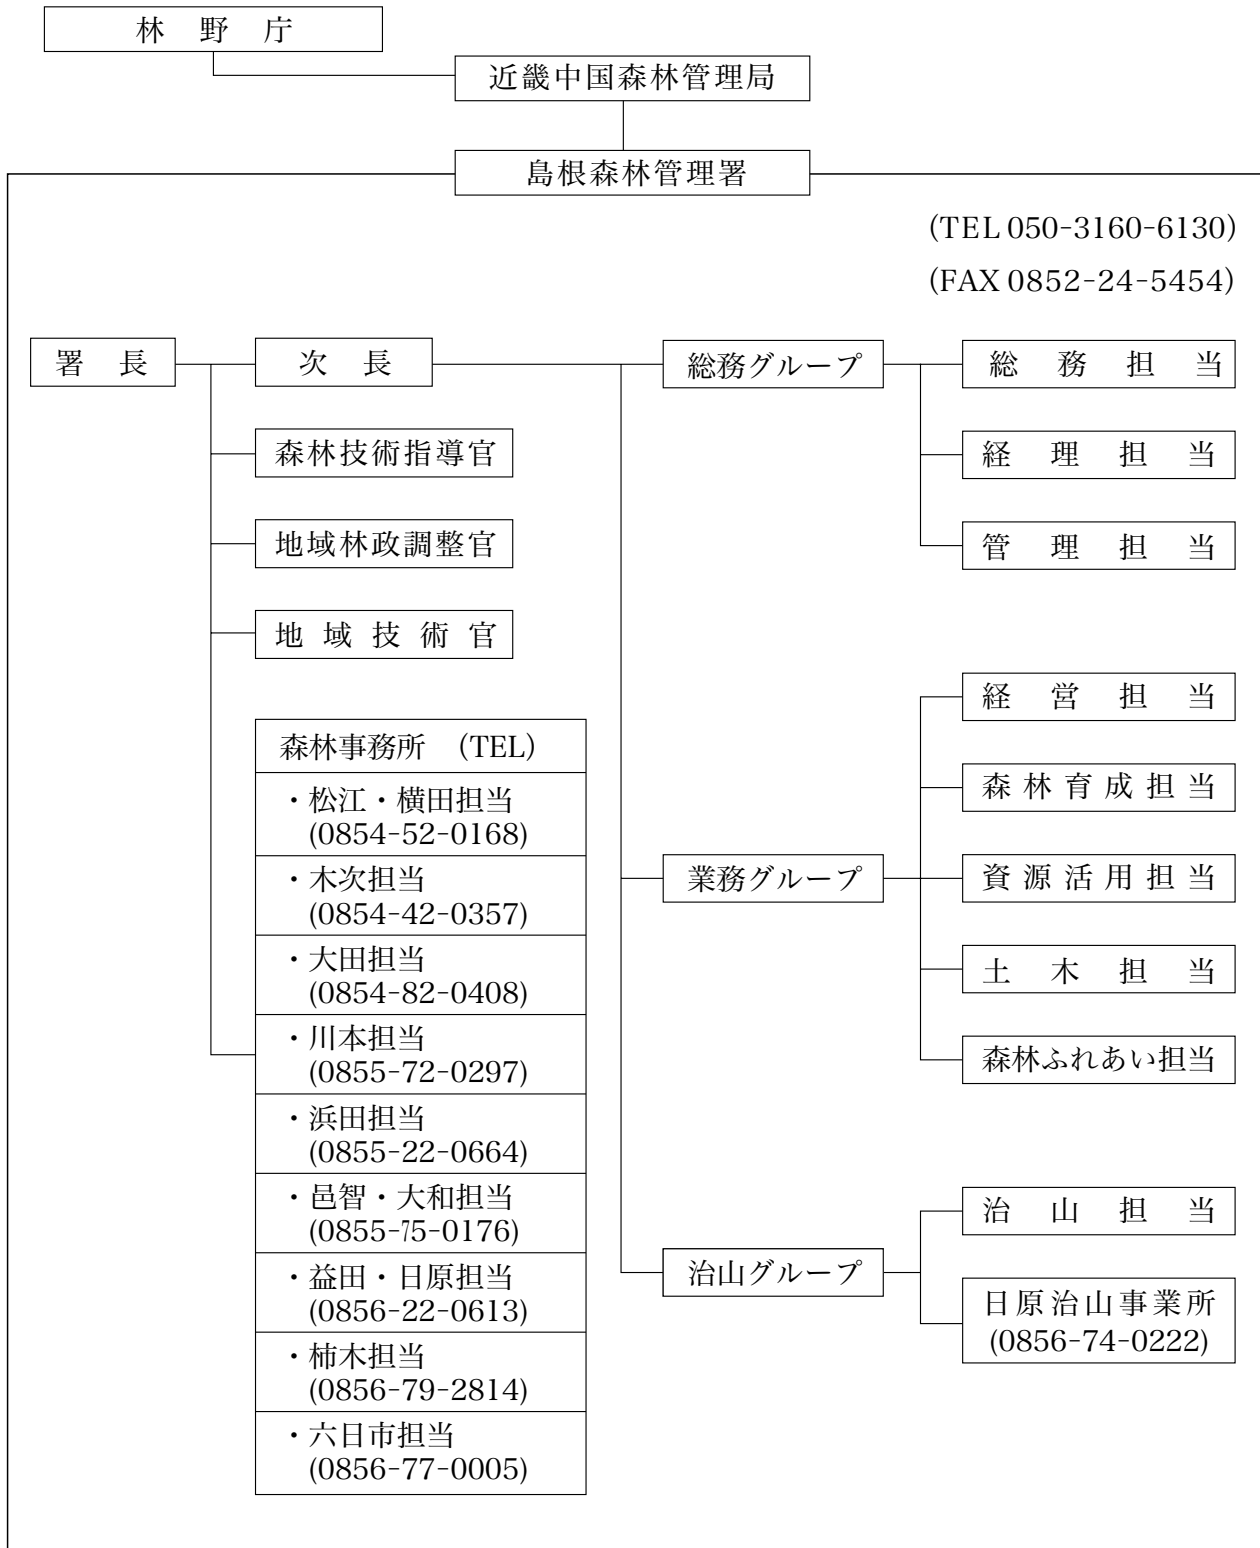 林野庁
近畿中国森林管理局
島根森林管理署
(TEL 050-3160-6130)
(FAX 0852-24-5454)
署長
次長
森林技術指導官
地域林政調整官
地域技術官
森林事務所 (TEL)
・松江・横田担当
(0854-52-0168)
・木次担当
(0854-42-0357)
・大田担当
(0854-82-0408)
・川本担当
(0855-72-0297)
・浜田担当
(0855-22-0664)
・邑智・大和担当
(0855-75-0176)
・益田・日原担当
(0856-22-0613)
・柿木担当
(0856-79-2814)
・六日市担当
(0856-77-0005)
総務グループ
総務担当
経理担当
管理担当
業務グループ
経営担当
森林育成担当
資源活用担当
土木担当
森林ふれあい担当
治山グループ
治山担当
日原治山事業所
(0856-74-0222)